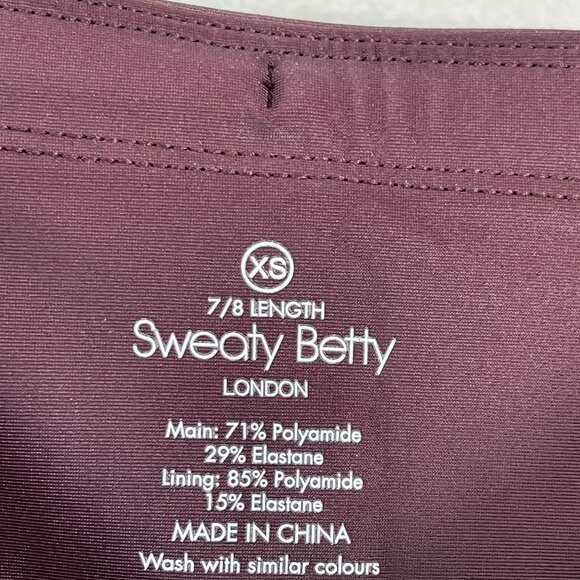 XS
7/8 LENGTH
Sweaty Betty
LONDON
Main: 71% Polyamide
29% Elastane
Lining: 85% Polyamide
15% Elastane
MADE IN CHINA
Wash with similar colours